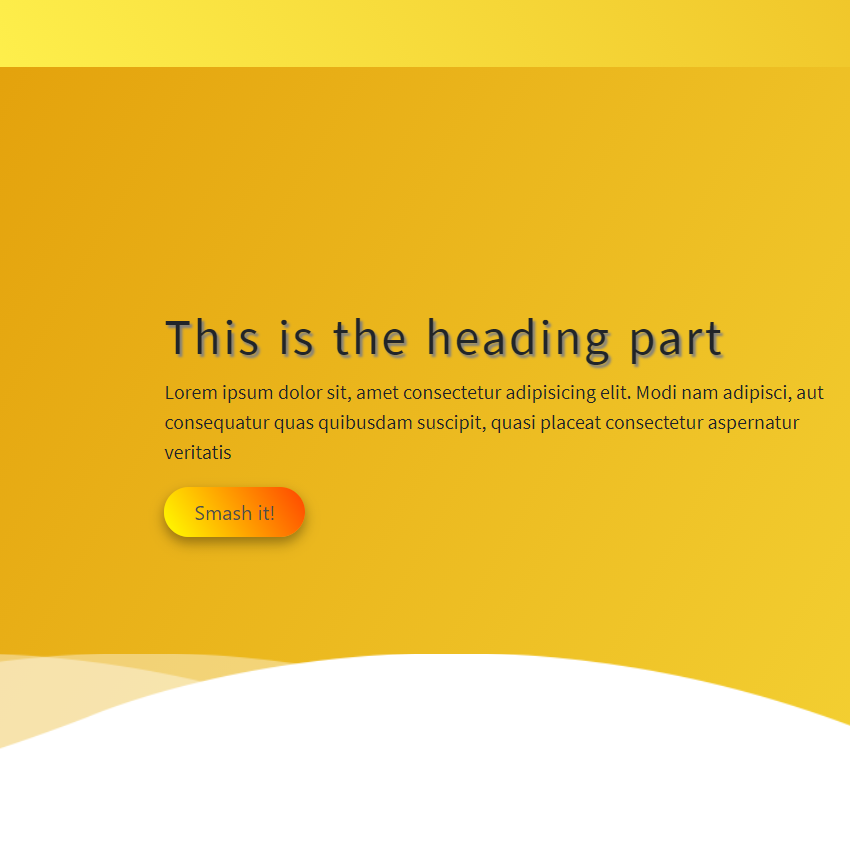 This is the heading part
Lorem ipsum dolor sit, amet consectetur adipisicing elit. Modi nam adipisci, aut
consequatur quas quibusdam suscipit, quasi placeat consectetur aspernatur
veritatis
Smash it!